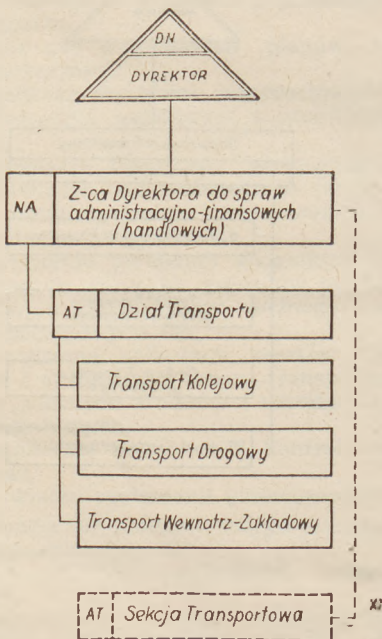 DN
DYREKTOR
NA
Z-ca Dyrektora do spraw
administracyjno-finansowych
(handlowych)
AT Dział Transportu
Transport Kolejowy
Transport Drogowy
Transport Wewnątrz-Zakładowy
AT Sekcja Transportowa